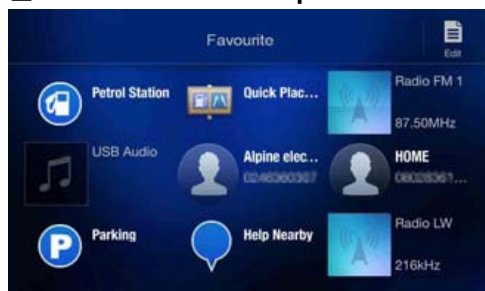 Favourite
Edit
Petrol Station
Quick Plac...
Radio FM 1
87.50MHz
USB Audio
Alpine elec...
HOME
P
Parking
Help Nearby
Radio LW
216kHz